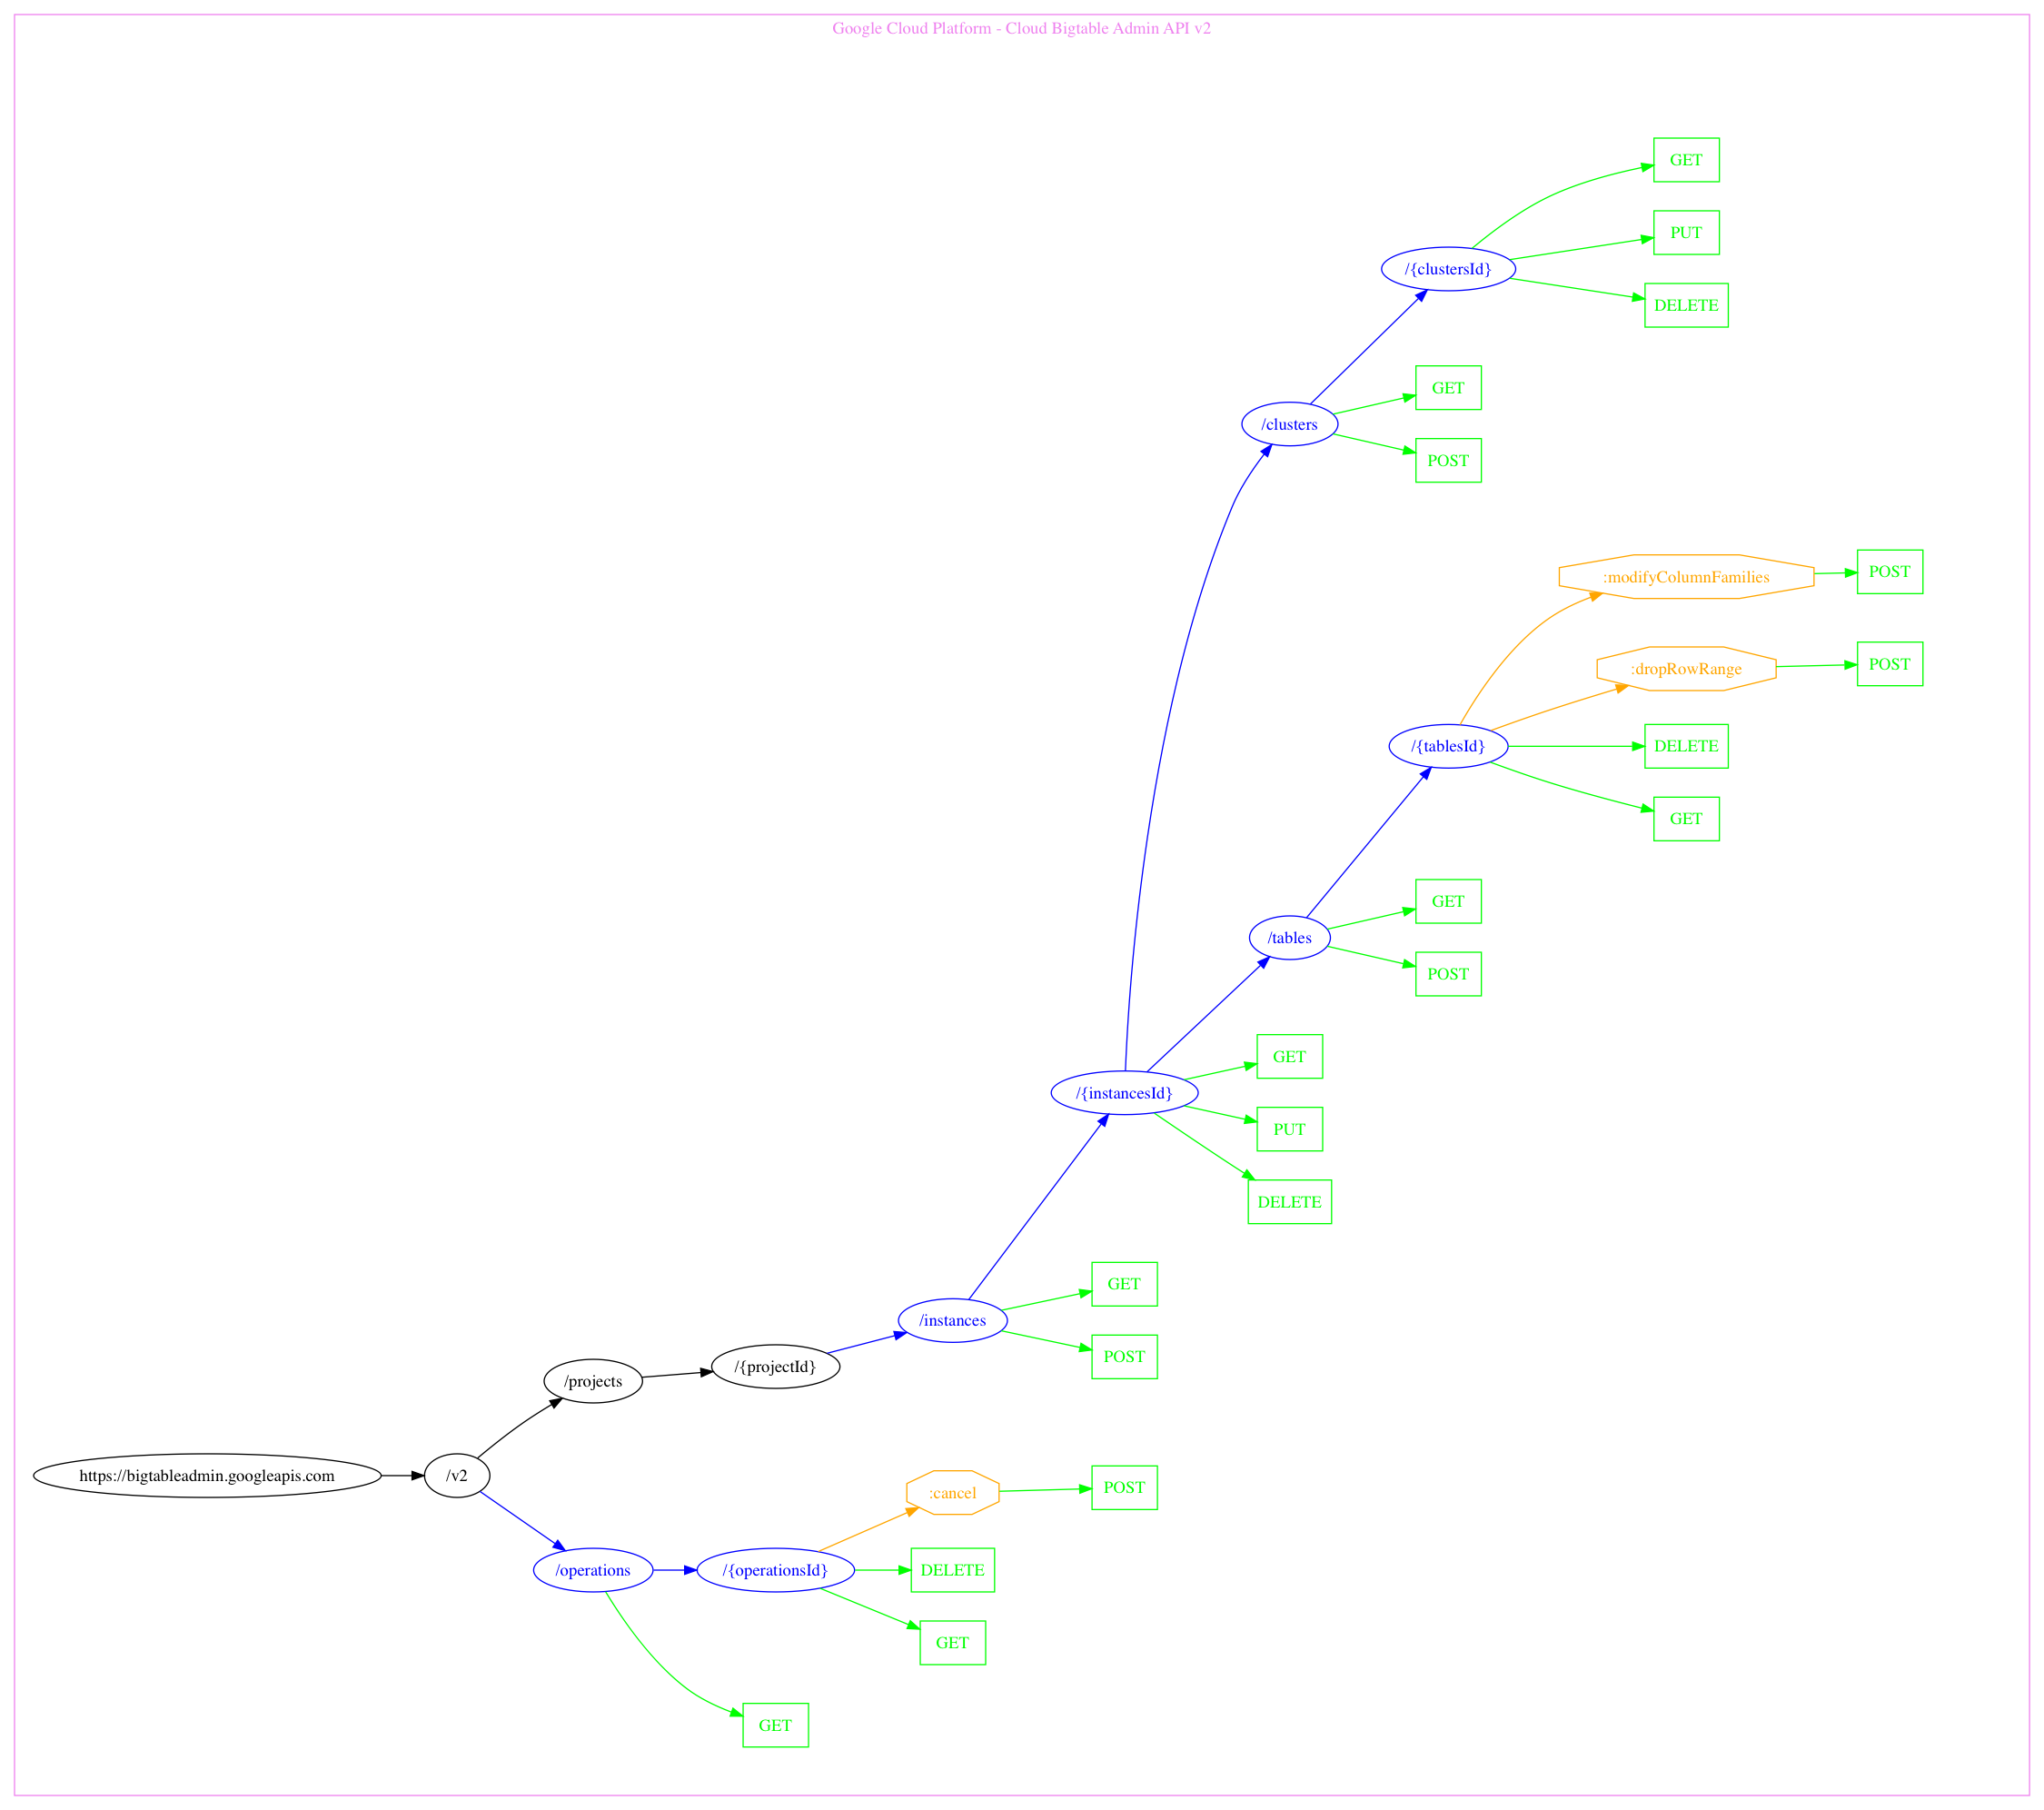 Google Cloud Platform - Cloud Bigtable Admin API v2
GET
PUT
/{clustersId}
DELETE
GET
/clusters
POST
:modifyColumnFamilies
POST
:dropRowRange
POST
/{tablesId}
DELETE
GET
GET
/tables
POST
GET
/{instancesId}
PUT
DELETE
GET
/instances
POST
/{projectId}
/projects
https://bigtableadmin.googleapis.com
/v2
:cancel
POST
/operations
/{operationsId}
DELETE
GET
GET